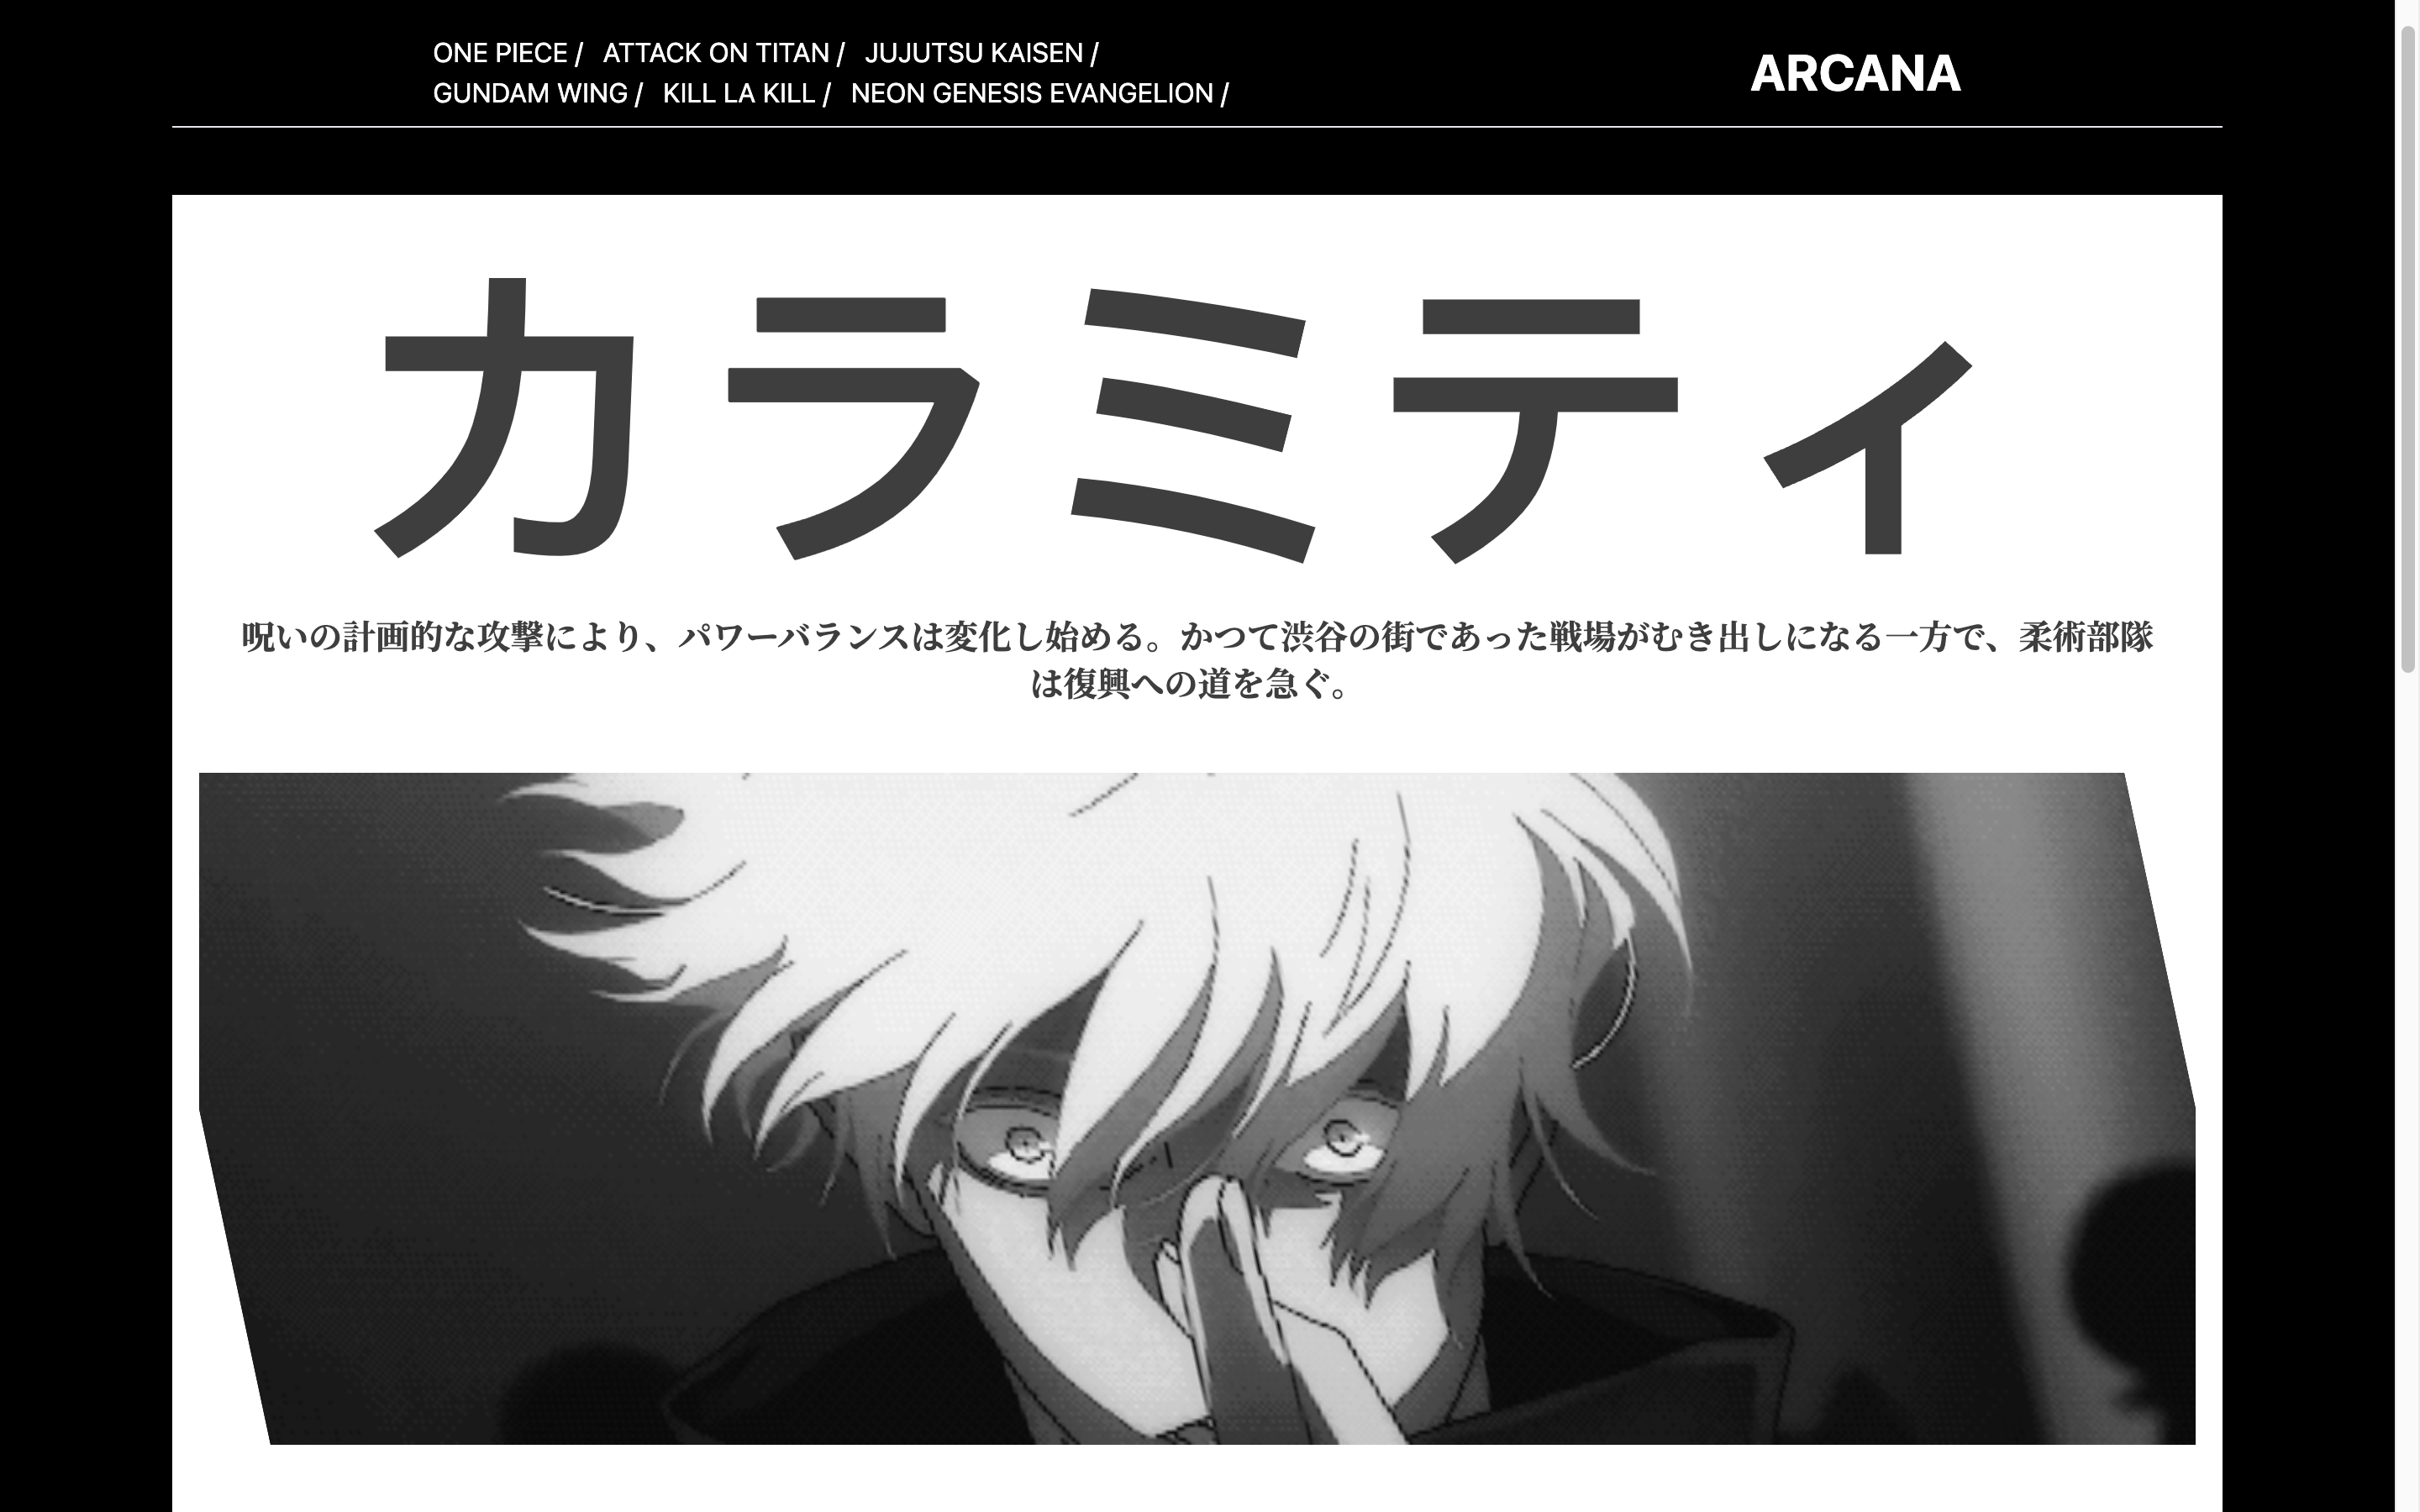 ONE PIECE / ATTACK ON TITAN / JUJUTSU KAISEN /
GUNDAM WING / KILL LA KILL / NEON GENESIS EVANGELION /
ARCANA
カラミティ
呪いの計画的な攻撃により、パワーバランスは変化し始める。かつて渋谷の街であった戦場がむき出しになる一方で、柔術部隊
は復興への道を急ぐ。